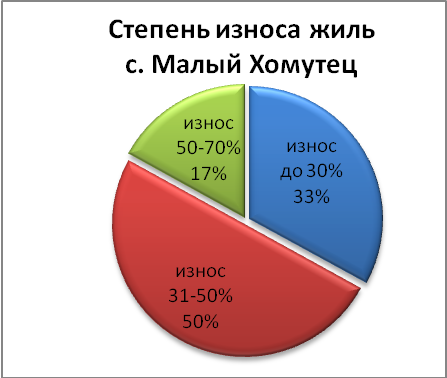 Степень износа жиль
с. Малый Хомутец
износ
50-70%
17%
износ
до 30%
33%
износ
31-50%
50%